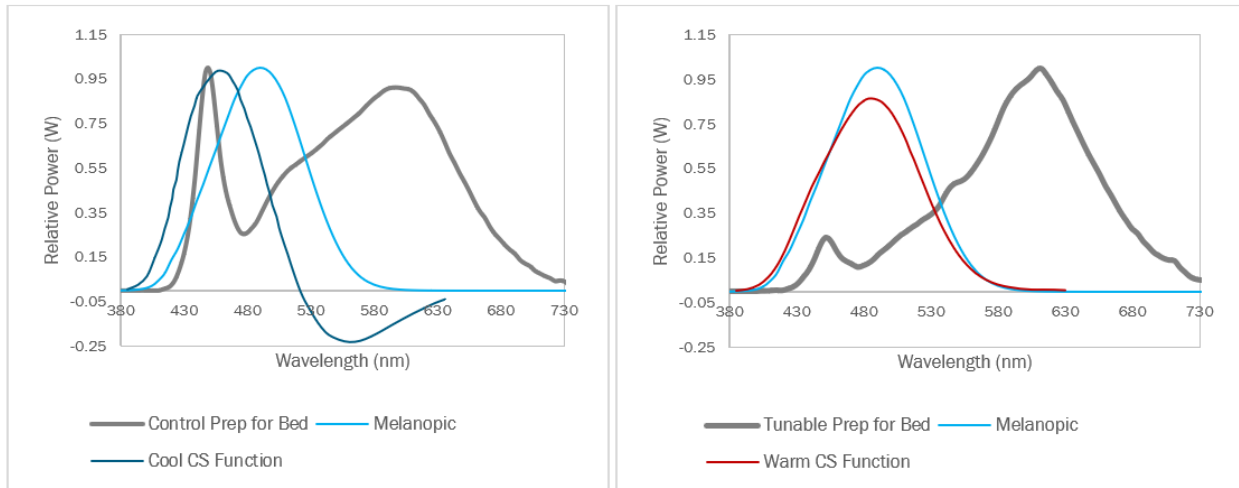 1.15
0.95
0.75
0.55
0.35
0.15
-0.05
-0.25
Relative Power (W)
380 430 480 530 580 630 680 730
Wavelength (nm)
Control Prep for Bed Melanopic
Cool CS Function
1.15
0.95
0.75
0.55
0.35
0.15
-0.05
-0.25
Relative Power (W)
380 430 480 530 580 630 680 730
Wavelength (nm)
Tunable Prep for Bed Melanopic
Warm CS Function